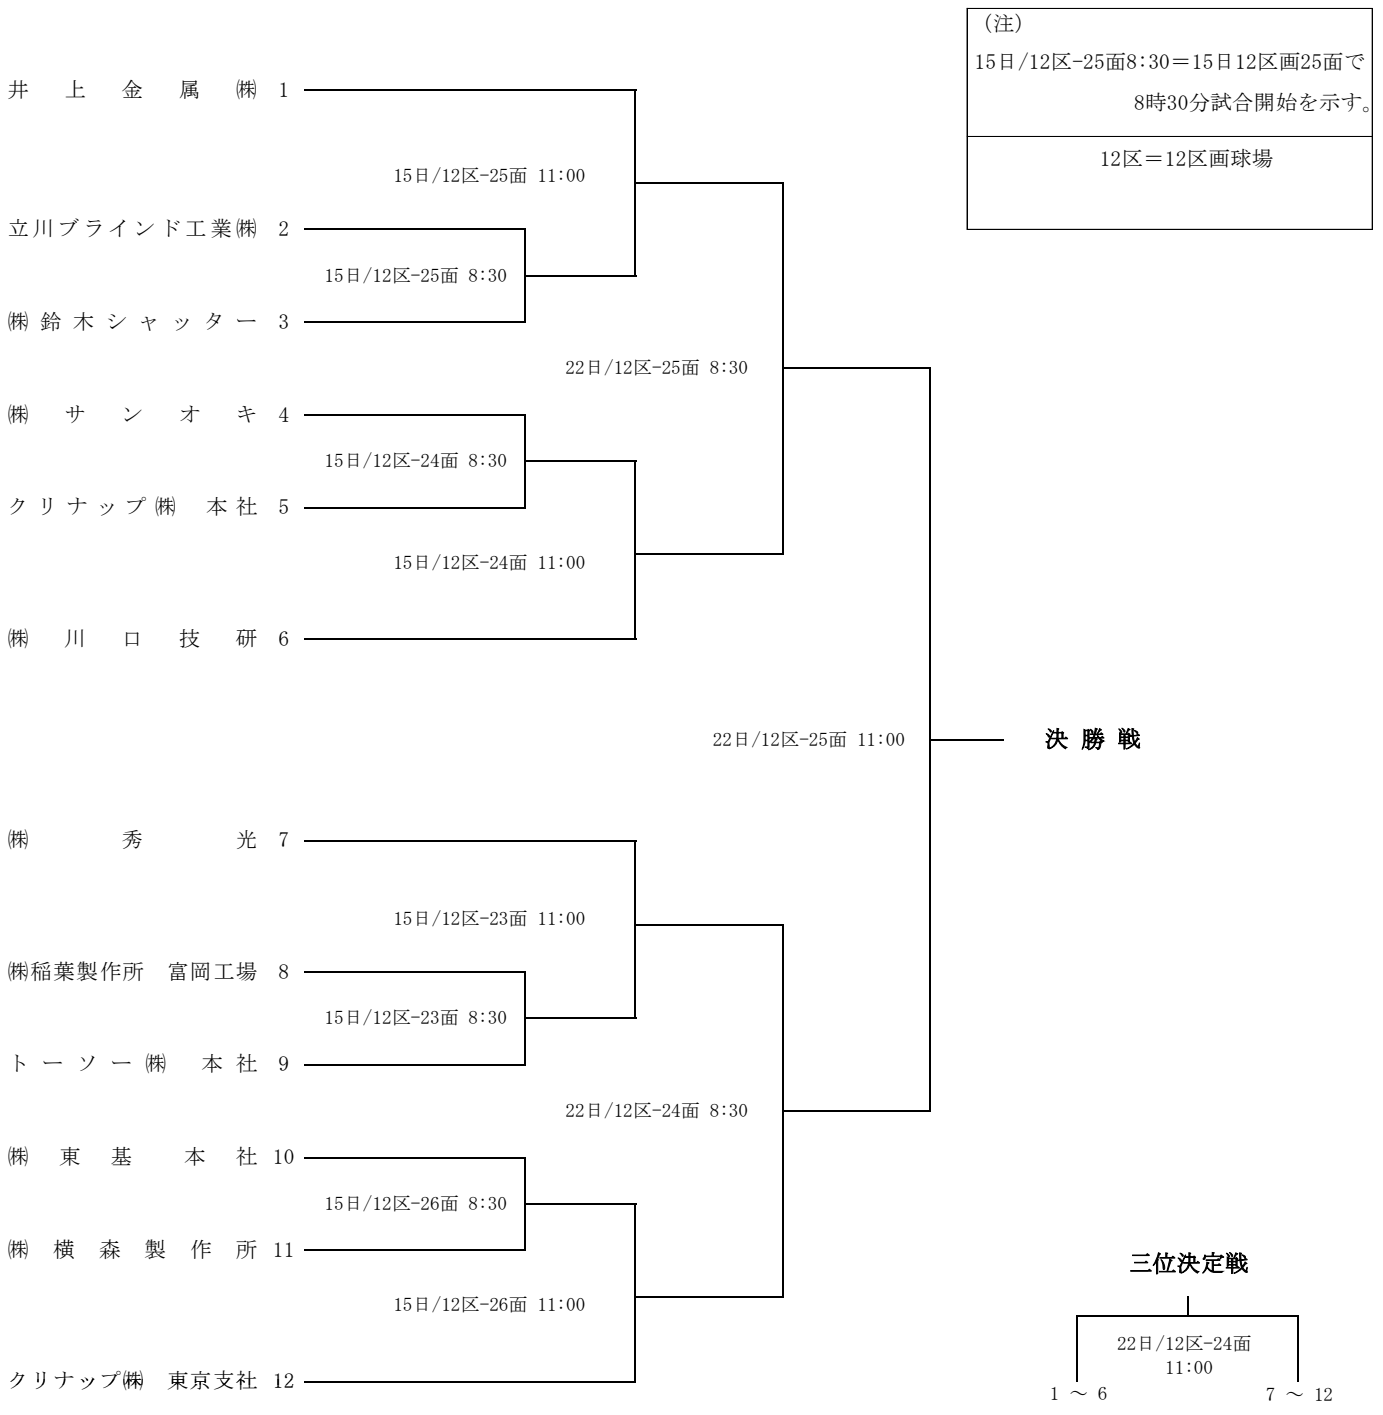 （注）
15日/12区-25面8:30＝15日12区画25面で
8時30分試合開始を示す。
12区＝12区画球場
井上金属㈱ 1
15日/12区-25面 11:00
立川ブラインド工業㈱ 2
15日/12区-25面 8:30
㈱鈴木シャッター 3
22日/12区-25面 8:30
㈱サンオキ 4
15日/12区-24面 8:30
クリナップ㈱ 本社 5
15日/12区-24面 11:00
㈱川口技研 6
22日/12区-25面 11:00
決勝戦
㈱秀光 7
15日/12区-23面 11:00
㈱稲葉製作所 富岡工場 8
15日/12区-23面 8:30
トーソー㈱ 本社 9
22日/12区-24面 8:30
㈱東基 本社 10
15日/12区-26面 8:30
㈱横森製作所 11
15日/12区-26面 11:00
クリナップ㈱ 東京支社 12
三位決定戦
22日/12区-24面
11:00
1 ～ 6
7 ～ 12